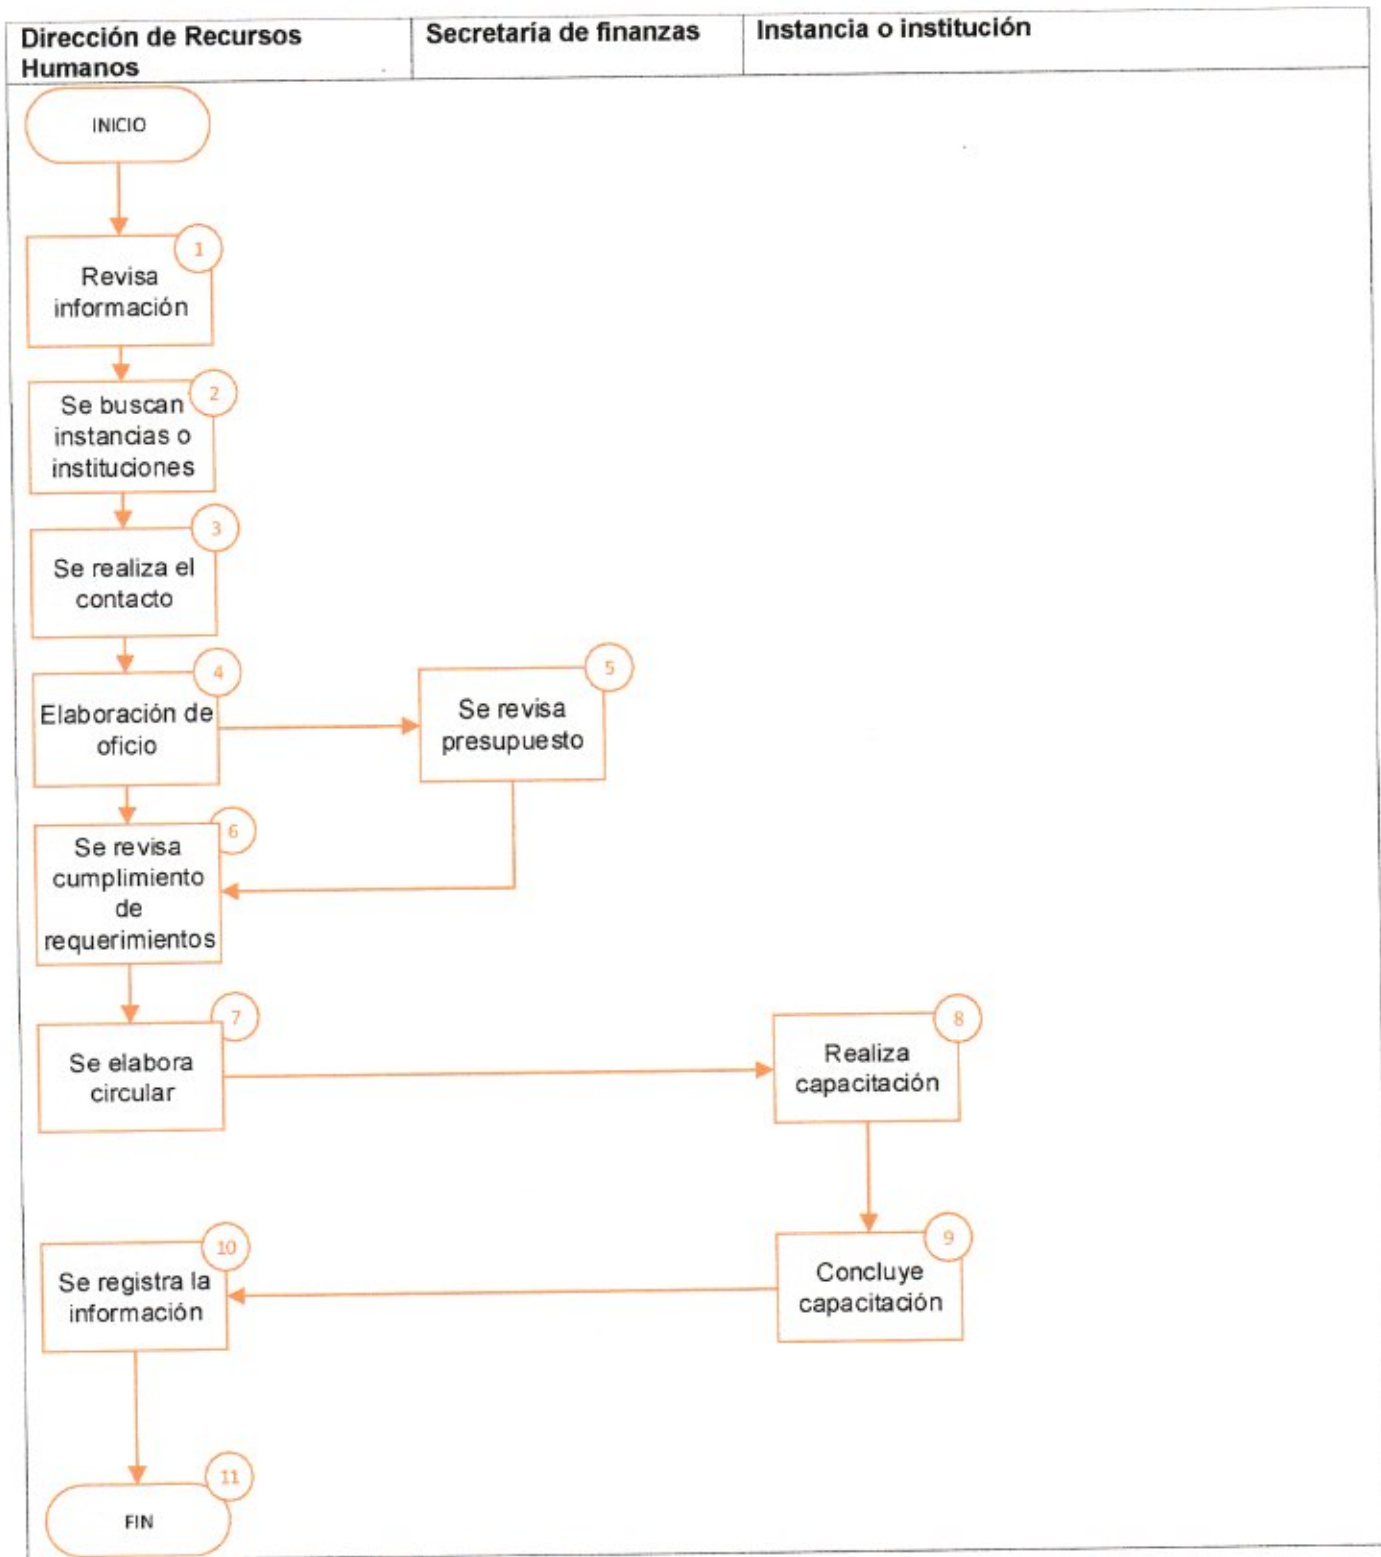 Dirección de Recursos
Humanos
Secretaría de finanzas
Instancia o institución
INICIO
1
Revisa
información
2
Se buscan
instancias o
instituciones
3
Se realiza el
contacto
4
Elaboración de
oficio
5
Se revisa
presupuesto
6
Se revisa
cumplimiento
de
requerimientos
7
Se elabora
circular
8
Realiza
capacitación
9
Concluye
capacitación
10
Se registra la
información
11
FIN